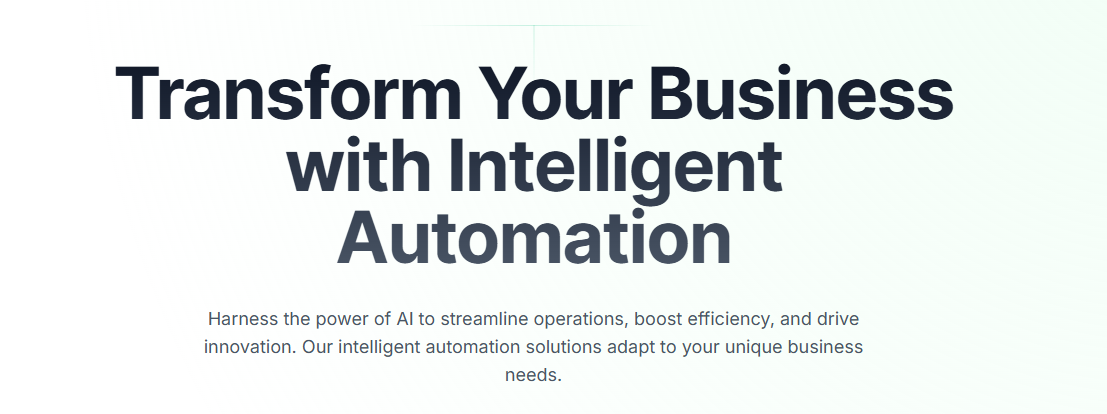 Transform Your Business
with Intelligent
Automation
Harness the power of AI to streamline operations, boost efficiency, and drive
innovation. Our intelligent automation solutions adapt to your unique business
needs.